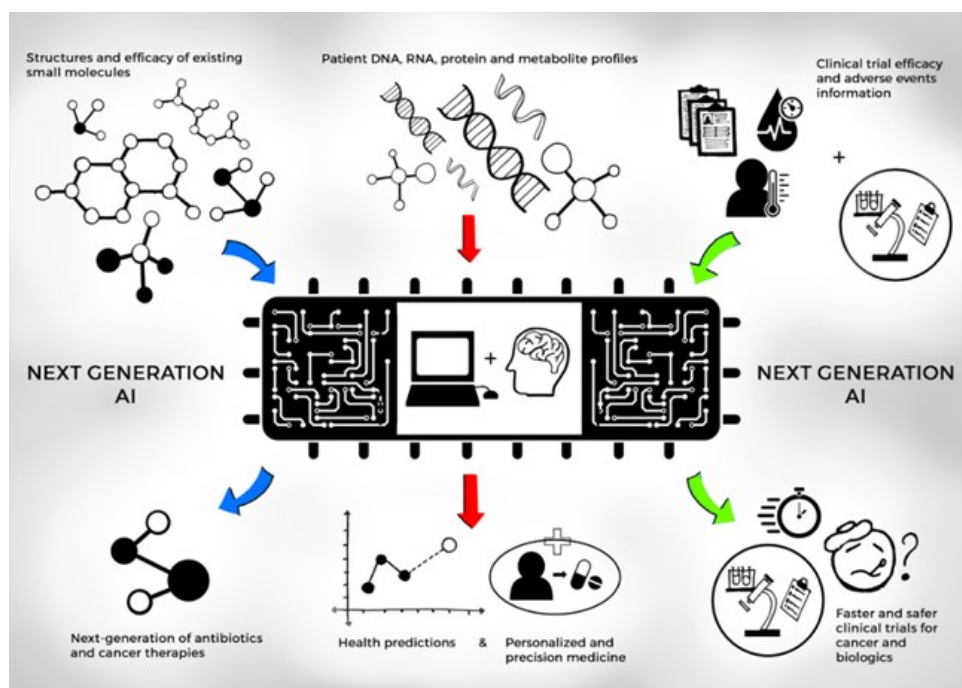 Structures and efficacy of existing
small molecules
Patient DNA, RNA, protein and metabolite profiles
Clinical trial efficacy
and adverse events
information
+
NEXT GENERATION
AI
+
NEXT GENERATION
AI
Next-generation of antibiotics
and cancer therapies
Health predictions & Personalized and
precision medicine
?
Faster and safer
clinical trials for
cancer and
biologics